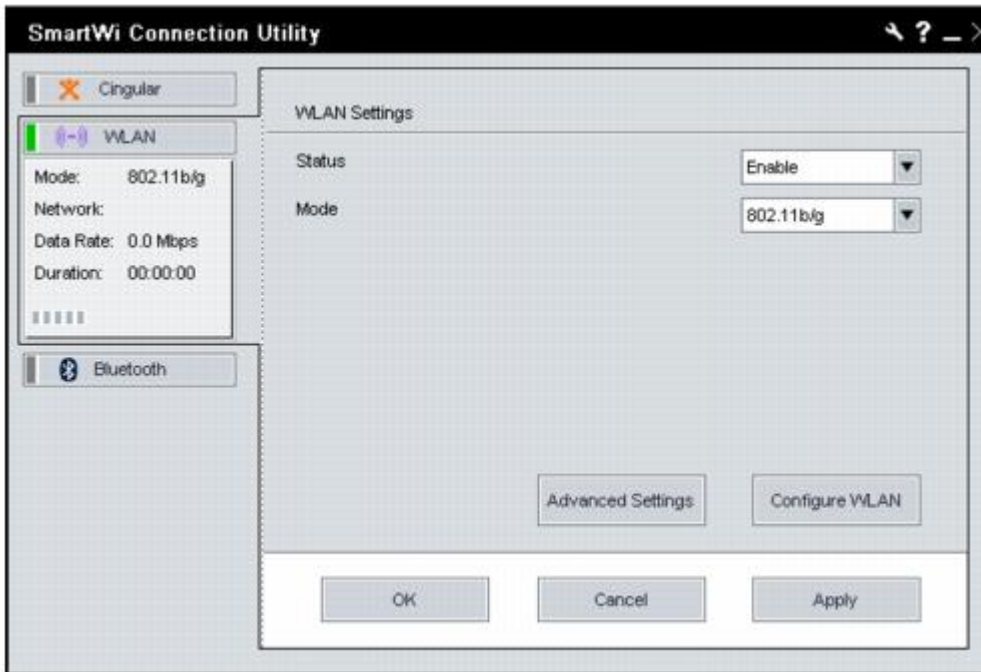 SmartWi Connection Utility
?
Cingular
WLAN
Mode: 802.11b/g
Network:
Data Rate: 0.0 Mbps
Duration: 00:00:00
Bluetooth
WLAN Settings
Status Enable
Mode 802.11b/g
Advanced Settings Configure WLAN
OK Cancel Apply